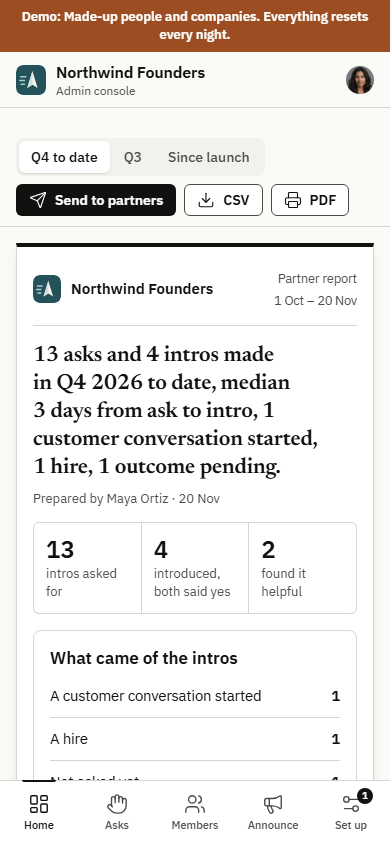 Demo: Made-up people and companies. Everything resets
every night.
Northwind Founders
Admin console
Q4 to date
Q3
Since launch
Send to partners
CSV
PDF
Northwind Founders
Partner report
1 Oct – 20 Nov
13 asks and 4 intros made
in Q4 2026 to date, median
3 days from ask to intro, 1
customer conversation started,
1 hire, 1 outcome pending.
Prepared by Maya Ortiz · 20 Nov
13
intros asked
for
4
introduced,
both said yes
2
found it
helpful
What came of the intros
A customer conversation started 1
A hire 1
Not asked yet 1
1
Home
Asks
Members
Announce
Set up